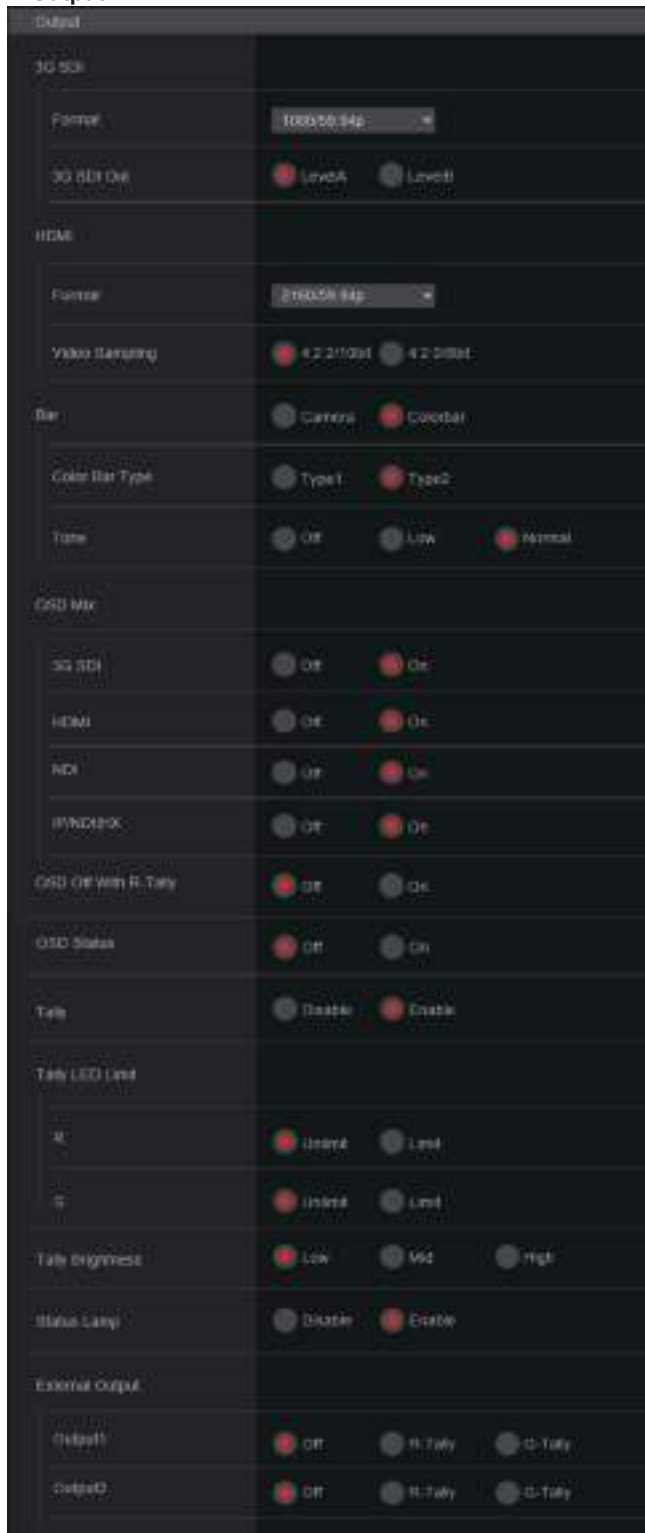 Output
3G SDI
Format 1080/59.94p
3G SDI Out LevelA LevelB
HDMI
Format 2160/59.94p
Video Sampling 4:2:2/10bit 4:2:0/8bit
Bar Camera Colorbar
Color Bar Type Type1 Type2
Tone Off Low Normal
OSD Mix
3G SDI Off On
HDMI Off On
NDI Off On
IP/NDI/HX Off On
OSD Off With R-Tally Off On
OSD Status Off On
Tally Disable Enable
Tally LED Limit
R Unlimit Limit
G Unlimit Limit
Tally Brightness Low Mid High
Status Lamp Disable Enable
External Output
Output1 Off R-Tally G-Tally
Output2 Off R-Tally G-Tally